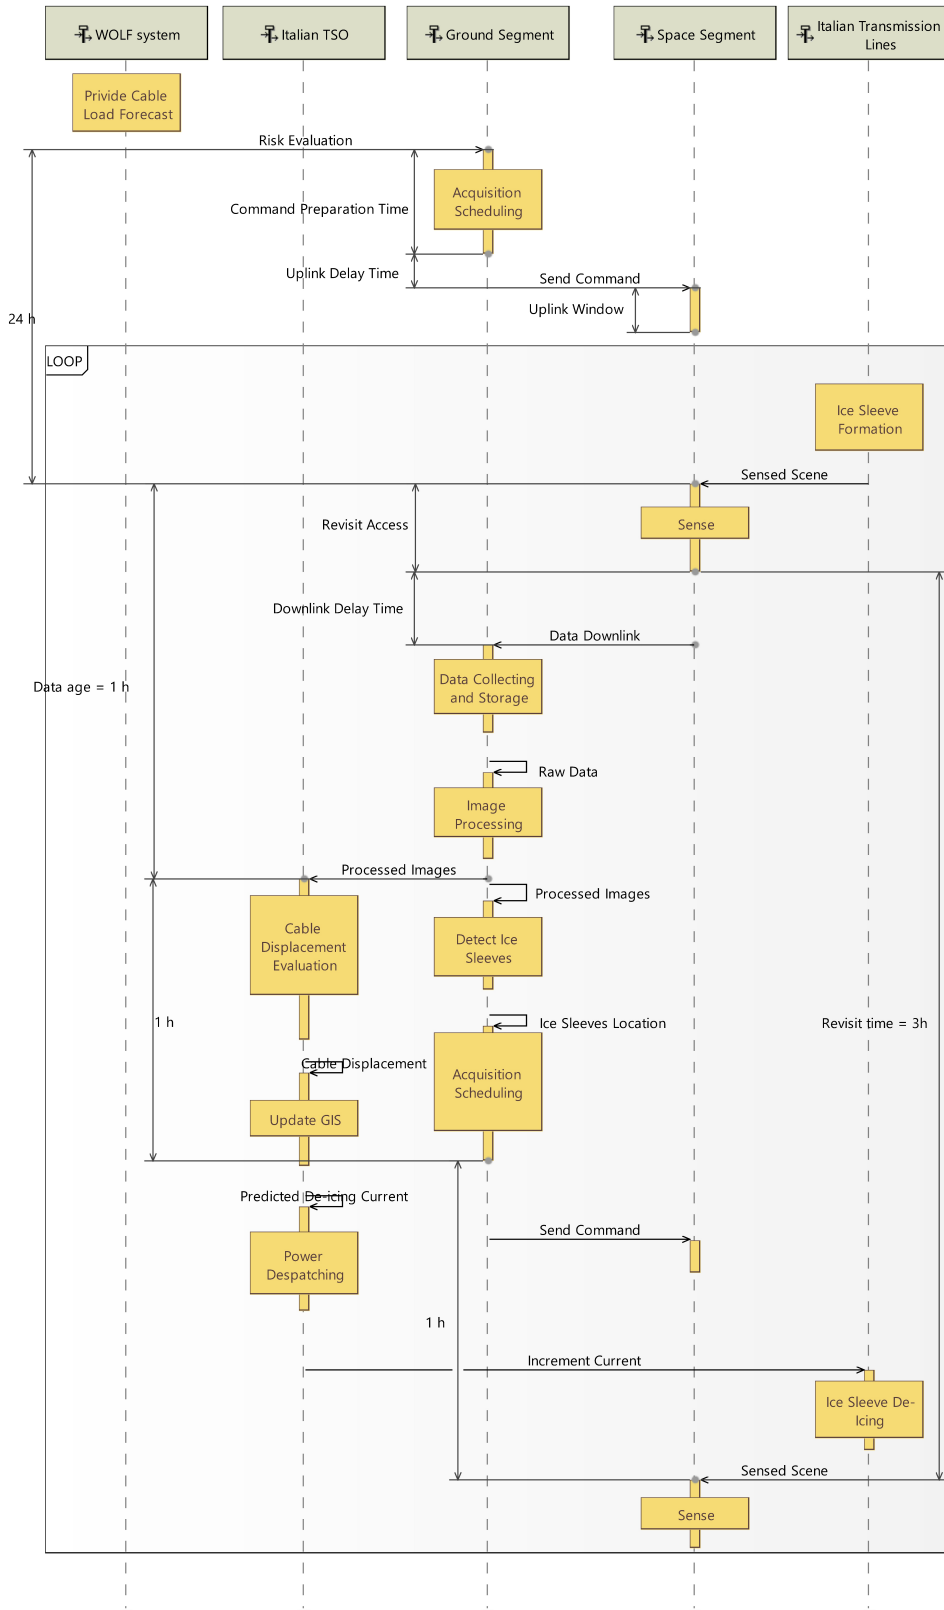 WOLF system
Italian TSO
Ground Segment
Space Segment
Italian Transmission
Lines
Privide Cable
Load Forecast
Risk Evaluation
Acquisition
Scheduling
Command Preparation Time
Uplink Delay Time
Send Command
Uplink Window
24 h
LOOP
Ice Sleeve
Formation
Sensed Scene
Revisit Access
Sense
Downlink Delay Time
Data Downlink
Data Collecting
and Storage
Data age = 1 h
Raw Data
Image
Processing
Processed Images
Processed Images
Cable
Displacement
Evaluation
Detect Ice
Sleeves
1 h
Ice Sleeves Location
Revisit time = 3h
Cable Displacement
Acquisition
Scheduling
Update GIS
Predicted De-icing Current
Send Command
Power
Despatching
1 h
Increment Current
Ice Sleeve De-
Icing
Sensed Scene
Sense